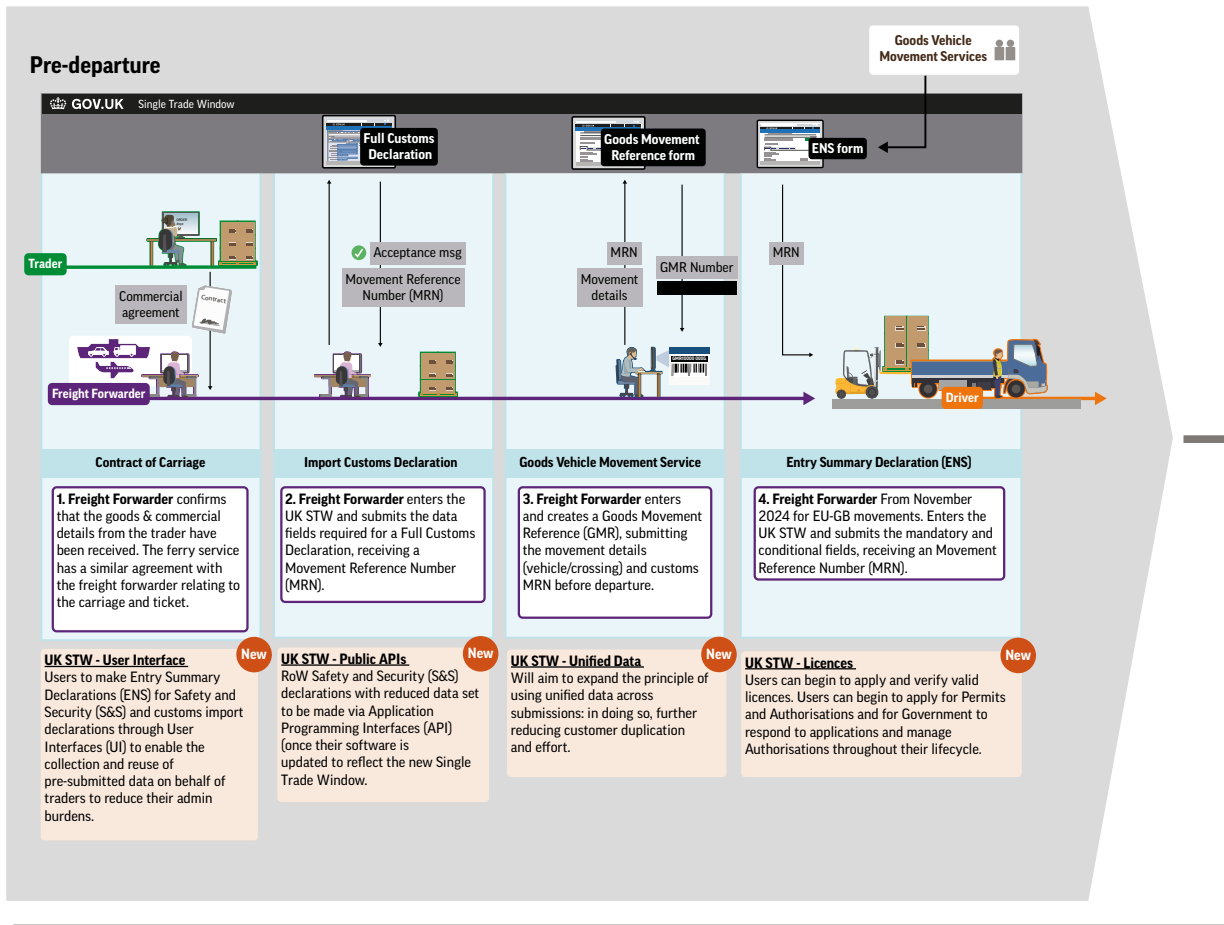 Pre-departure
Goods Vehicle
Movement Services
GOV.UK Single Trade Window
Full Customs
Declaration
Goods Movement
Reference form
ENS form
Trader
Commercial
agreement
Contract
Acceptance msg
Movement Reference
Number (MRN)
MRN
Movement
details
GMR Number
MRN
Freight Forwarder
Driver
Contract of Carriage
1. Freight Forwarder confirms
that the goods & commercial
details from the trader have
been received. The ferry service
has a similar agreement with
the freight forwarder relating to
the carriage and ticket.
Import Customs Declaration
2. Freight Forwarder enters the
UK STW and submits the data
fields required for a Full Customs
Declaration, receiving a
Movement Reference Number
(MRN).
Goods Vehicle Movement Service
3. Freight Forwarder enters
and creates a Goods Movement
Reference (GMR), submitting
the movement details
(vehicle/crossing) and customs
MRN before departure.
Entry Summary Declaration (ENS)
4. Freight Forwarder From November
2024 for EU-GB movements. Enters the
UK STW and submits the mandatory and
conditional fields, receiving an Movement
Reference Number (MRN).
New
UK STW - User Interface
Users to make Entry Summary
Declarations (ENS) for Safety and
Security (S&S) and customs import
declarations through User
Interfaces (UI) to enable the
collection and reuse of
pre-submitted data on behalf of
traders to reduce their admin
burdens.
New
UK STW - Public APIs
RoW Safety and Security (S&S)
declarations with reduced data set
to be made via Application
Programming Interfaces (API)
(once their software is
updated to reflect the new Single
Trade Window.
New
UK STW - Unified Data
Will aim to expand the principle of
using unified data across
submissions: in doing so, further
reducing customer duplication
and effort.
New
UK STW - Licences
Users can begin to apply and verify valid
licences. Users can begin to apply for Permits
and Authorisations and for Government to
respond to applications and manage
Authorisations throughout their lifecycle.